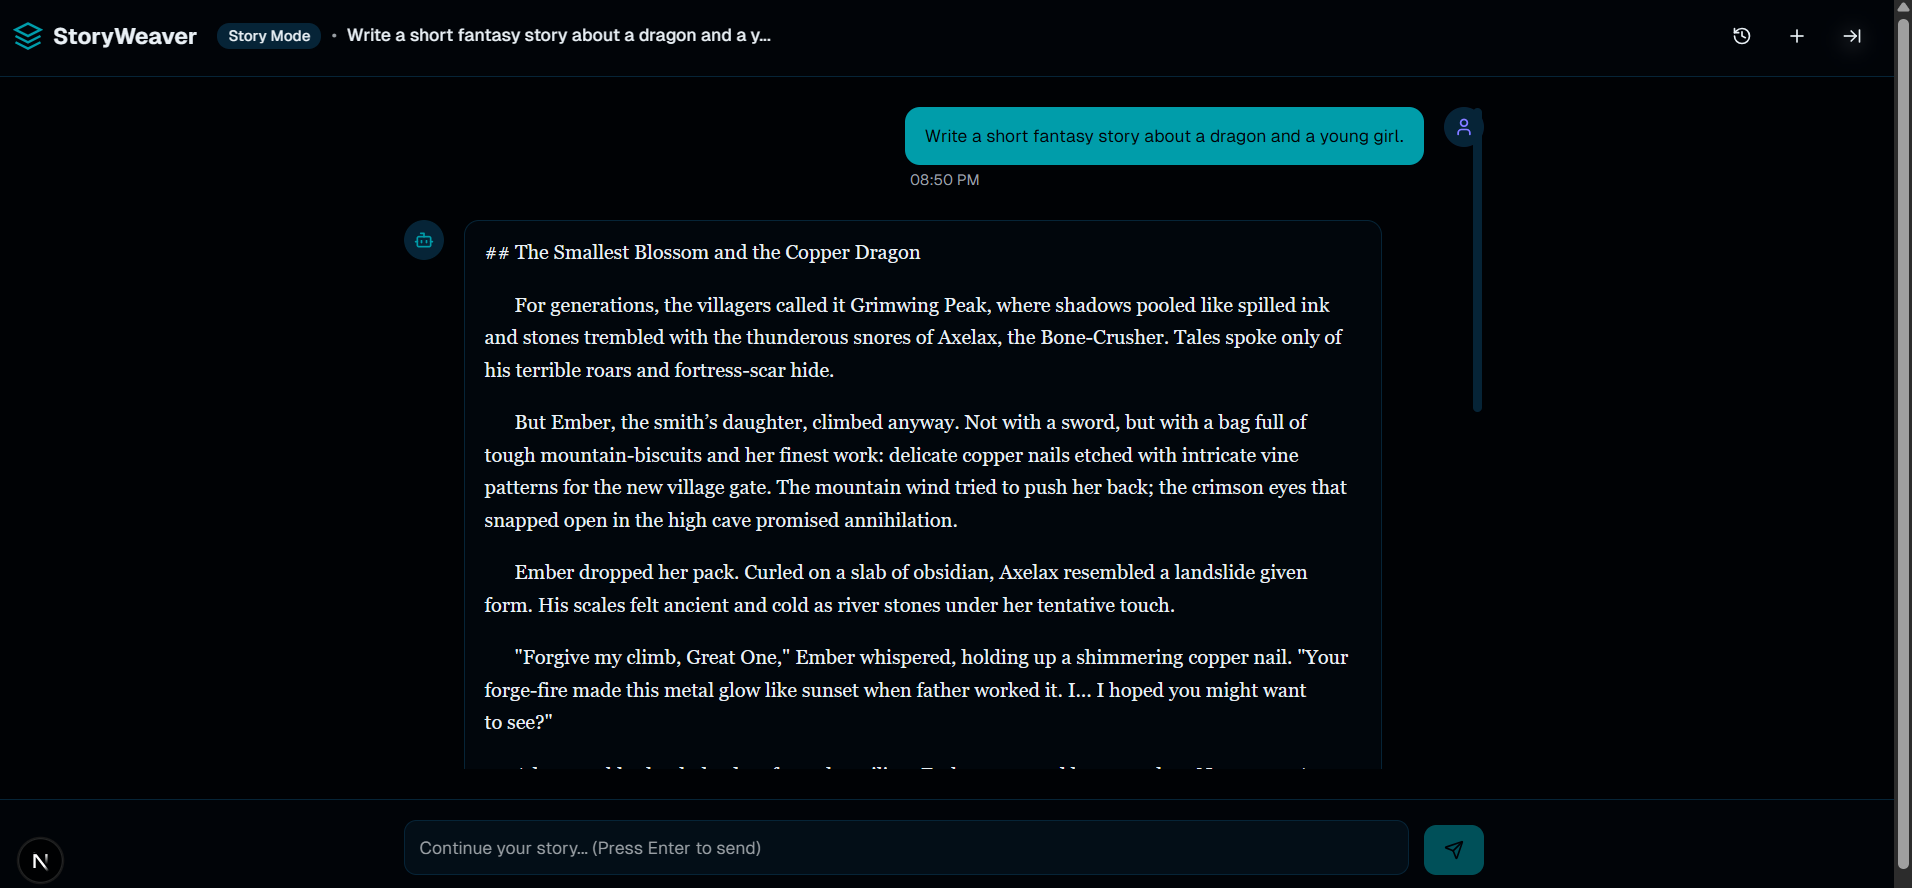 StoryWeaver
Story Mode
• Write a short fantasy story about a dragon and a y...
Write a short fantasy story about a dragon and a young girl.
08:50 PM
## The Smallest Blossom and the Copper Dragon
For generations, the villagers called it Grimwing Peak, where shadows pooled like spilled ink
and stones trembled with the thunderous snores of Axelax, the Bone-Crusher. Tales spoke only of
his terrible roars and fortress-scar hide.
But Ember, the smith’s daughter, climbed anyway. Not with a sword, but with a bag full of
tough mountain-biscuits and her finest work: delicate copper nails etched with intricate vine
patterns for the new village gate. The mountain wind tried to push her back; the crimson eyes that
snapped open in the high cave promised annihilation.
Ember dropped her pack. Curled on a slab of obsidian, Axelax resembled a landslide given
form. His scales felt ancient and cold as river stones under her tentative touch.
"Forgive my climb, Great One," Ember whispered, holding up a shimmering copper nail. "Your
forge-fire made this metal glow like sunset when father worked it. I... I hoped you might want
to see?"
Continue your story... (Press Enter to send)
N